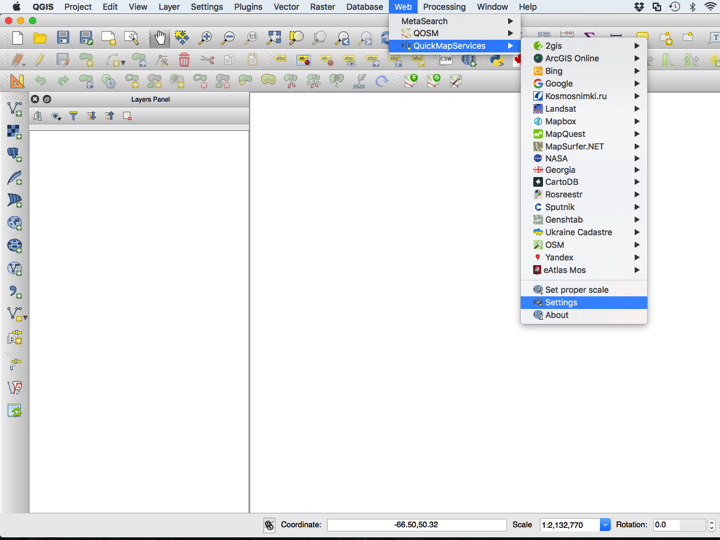 QGIS Project Edit View Layer Settings Plugins Vector Raster Database Web Processing Window Help
MetaSearch
QOSM
QuickMapServices
2gis
ArcGIS Online
Bing
Google
Kosmosnimki.ru
Landsat
Mapbox
MapQuest
MapSurfer.NET
NASA
Georgia
CartoDB
Rosreestr
Sputnik
Genshtab
Ukraine Cadastre
OSM
Yandex
eAtlas Mos
Set proper scale
Settings
About
CSW
Layers Panel
Coordinate: -66.50,50.32 Scale 1:2,132,770 Rotation: 0.0